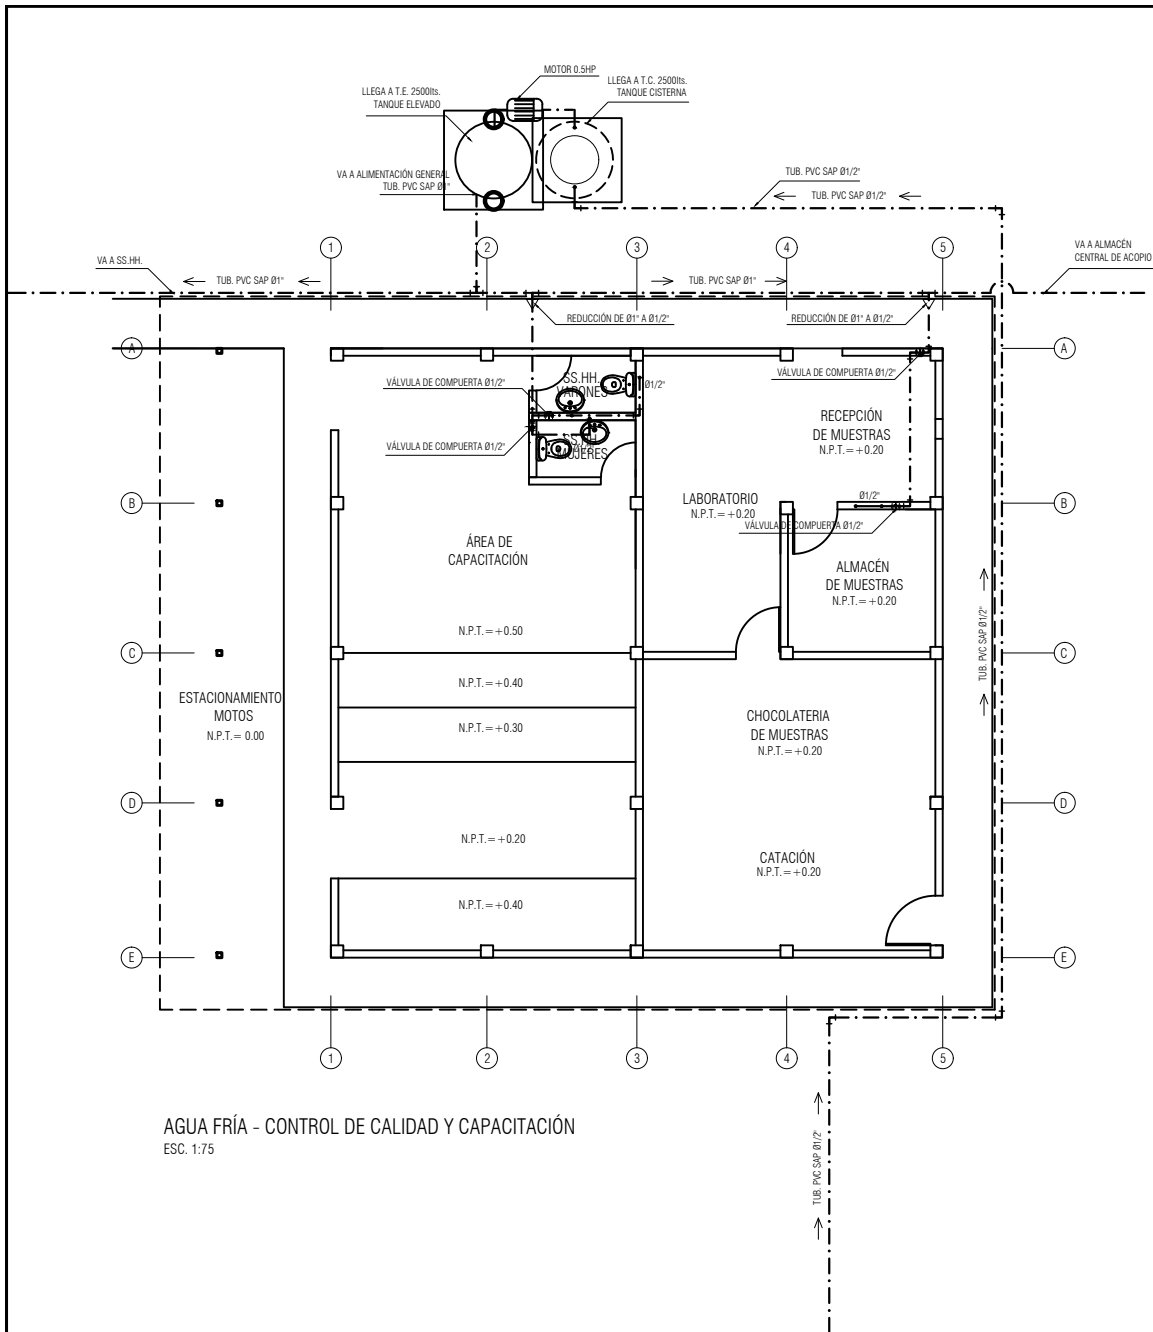 MOTOR 0.5HP
LLEGA A T.E. 2500lts.
TANQUE ELEVADO
LLEGA A T.C. 2500lts.
TANQUE CISTERNA
VA A ALIMENTACIÓN GENERAL
TUB. PVC SAP Ø1"
TUB. PVC SAP Ø1/2"
TUB. PVC SAP Ø1/2"
1
2
3
4
5
VA A SS.HH.
VA A ALMACÉN
CENTRAL DE ACOPIO
TUB. PVC SAP Ø1"
TUB. PVC SAP Ø1"
REDUCCIÓN DE Ø1" A Ø1/2"
REDUCCIÓN DE Ø1" A Ø1/2"
A
A
VÁLVULA DE COMPUERTA Ø1/2"
SS.HH.
VARONES
Ø1/2"
VÁLVULA DE COMPUERTA Ø1/2"
RECEPCIÓN
DE MUESTRAS
N.P.T.=+0.20
VÁLVULA DE COMPUERTA Ø1/2"
SS.HH.
MUJERES
LABORATORIO
N.P.T.=+0.20
Ø1/2"
B
B
VÁLVULA DE COMPUERTA Ø1/2"
ÁREA DE
CAPACITACIÓN
ALMACÉN
DE MUESTRAS
N.P.T.=+0.20
N.P.T.=+0.50
C
C
TUB. PVC SAP Ø1/2"
N.P.T.=+0.40
ESTACIONAMIENTO
MOTOS
N.P.T.= 0.00
N.P.T.=+0.30
CHOCOLATERIA
DE MUESTRAS
N.P.T.=+0.20
D
D
N.P.T.=+0.20
CATACIÓN
N.P.T.=+0.20
N.P.T.=+0.40
E
E
1
2
3
4
5
AGUA FRÍA - CONTROL DE CALIDAD Y CAPACITACIÓN
ESC. 1:75
TUB. PVC SAP Ø1/2"